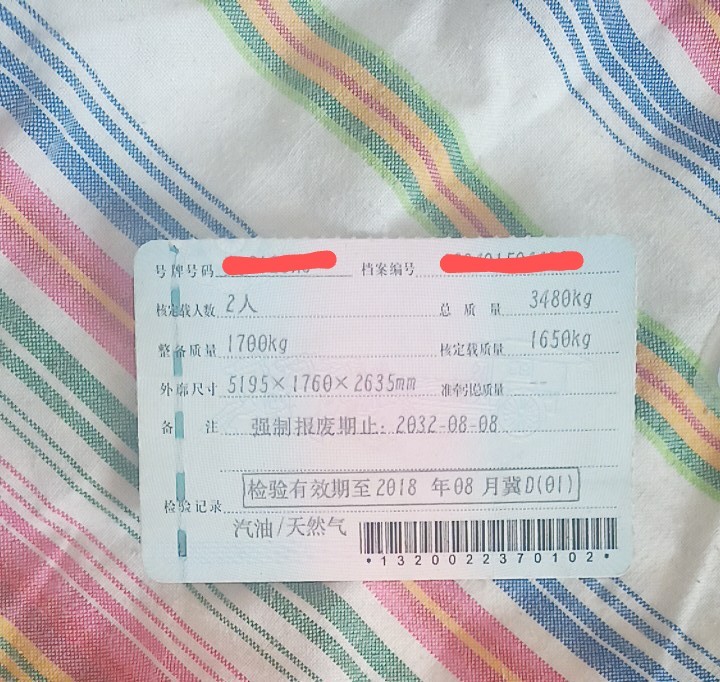 号牌号码 档案编号
核定载人数 2人 总质量 3480kg
整备质量 1700kg 核定载质量 1650kg
外廓尺寸 5195×1760×2635mm 准牵引总质量 --
备注 强制报废期止: 2032-08-08
检验记录 检验有效期至2018 年08月冀D(01)
汽油/天然气
*1320022370102*